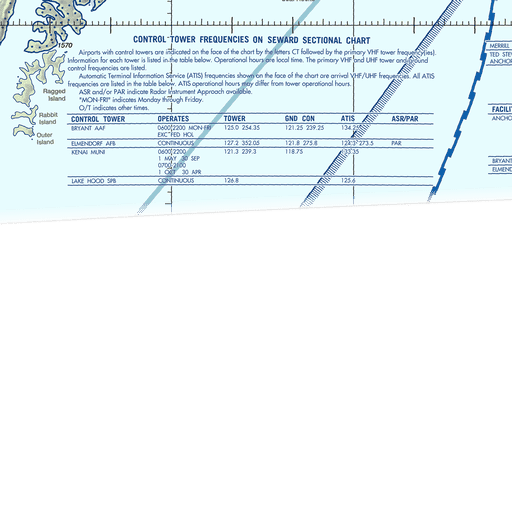 1570
Ragged
Island
Rabbit
Island
Outer
Island
CONTROL TOWER FREQUENCIES ON SEWARD SECTIONAL CHART
Airports with control towers are indicated on the face of the chart by the letters CT followed by the primary VHF tower frequency(ies).
Information for each tower is listed in the table below. Operational hours are local time. The primary VHF and UHF tower and ground
control frequencies are listed.
Automatic Terminal Information Service (ATIS) frequencies shown on the face of the chart are arrival VHF/UHF frequencies. All ATIS
frequencies are listed in the table below. ATIS operational hours may differ from tower operational hours.
ASR and/or PAR indicate Radar Instrument Approach available.
"MON-FRI" indicates Monday through Friday.
O/T indicates other times.
CONTROL TOWER OPERATES TOWER GND CON ATIS ASR/PAR
BRYANT AAF 0600-2200 MON-FRI 125.0 254.35 121.25 239.25
EXC FED HOL
ELMENDORF AFB CONTINUOUS 127.2 352.05 121.8 275.8 273.5 PAR
KENAI MUNI 0600-2200 121.3 239.3 118.75
1 MAY-30 SEP
0700-2100
1 OCT-30 APR
LAKE HOOD SPB CONTINUOUS 126.8 125.6
MERRILL
TED STEV
ANCHOR
FACILIT
ANCHO
BRYANT
ELMEND